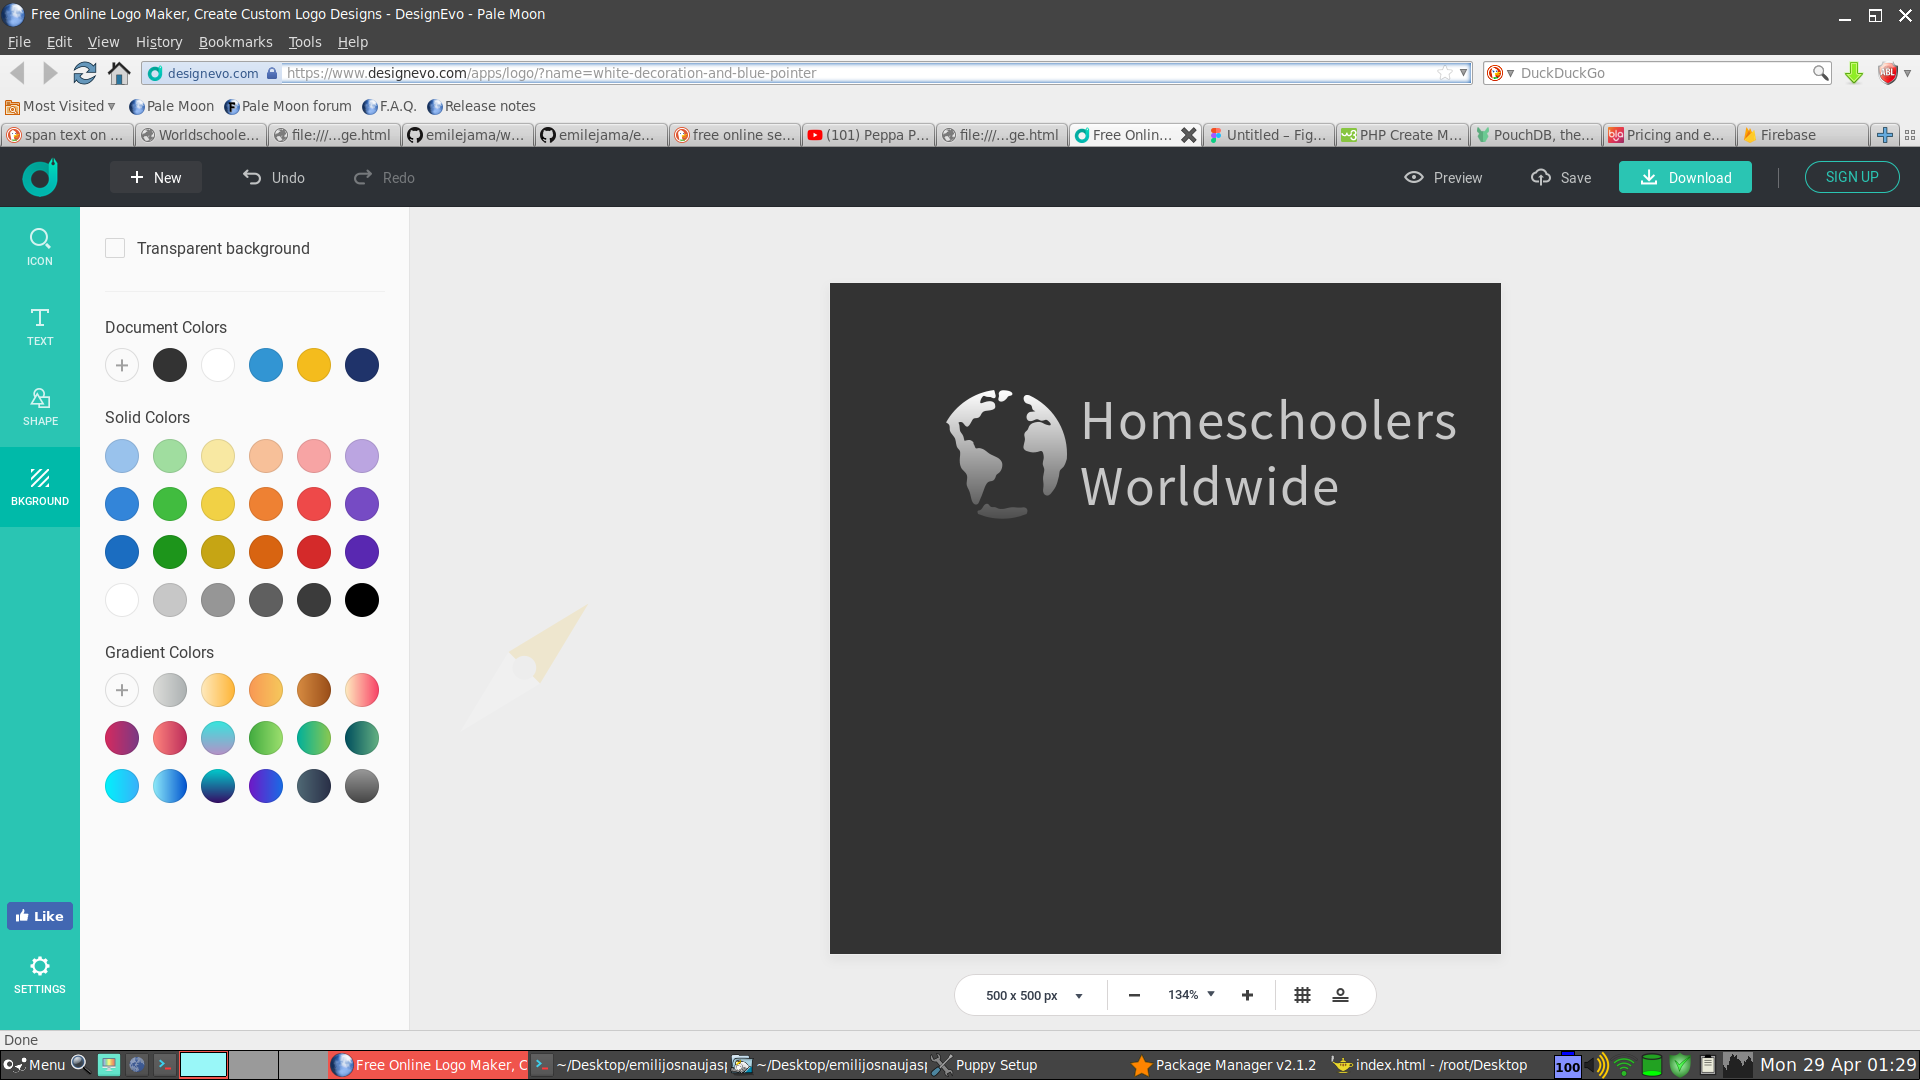 Free Online Logo Maker, Create Custom Logo Designs - DesignEvo - Pale Moon
File Edit View History Bookmarks Tools Help
designevo.com https://www.designevo.com/apps/logo/?name=white-decoration-and-blue-pointer DuckDuckGo ABL
Most Visited Pale Moon Pale Moon forum F.A.Q. Release notes
span text on ... Worldschoole... file:///...ge.html emilejama/w... emilejama/e... free online se... (101) Peppa P... file:///...ge.html Free Onlin... Untitled – Fig... PHP Create M... PouchDB, the... Pricing and e... Firebase
New Undo Redo Preview Save Download SIGN UP
ICON
TEXT
SHAPE
BKGROUND
Like
SETTINGS
Transparent background
Document Colors
Solid Colors
Gradient Colors
Homeschoolers
Worldwide
500 x 500 px 134%
Done
Menu Free Online Logo Maker, C ~/Desktop/emilijosnaujasp ~/Desktop/emilijosnaujasp Puppy Setup Package Manager v2.1.2 index.html - /root/Desktop 100 Mon 29 Apr 01:29